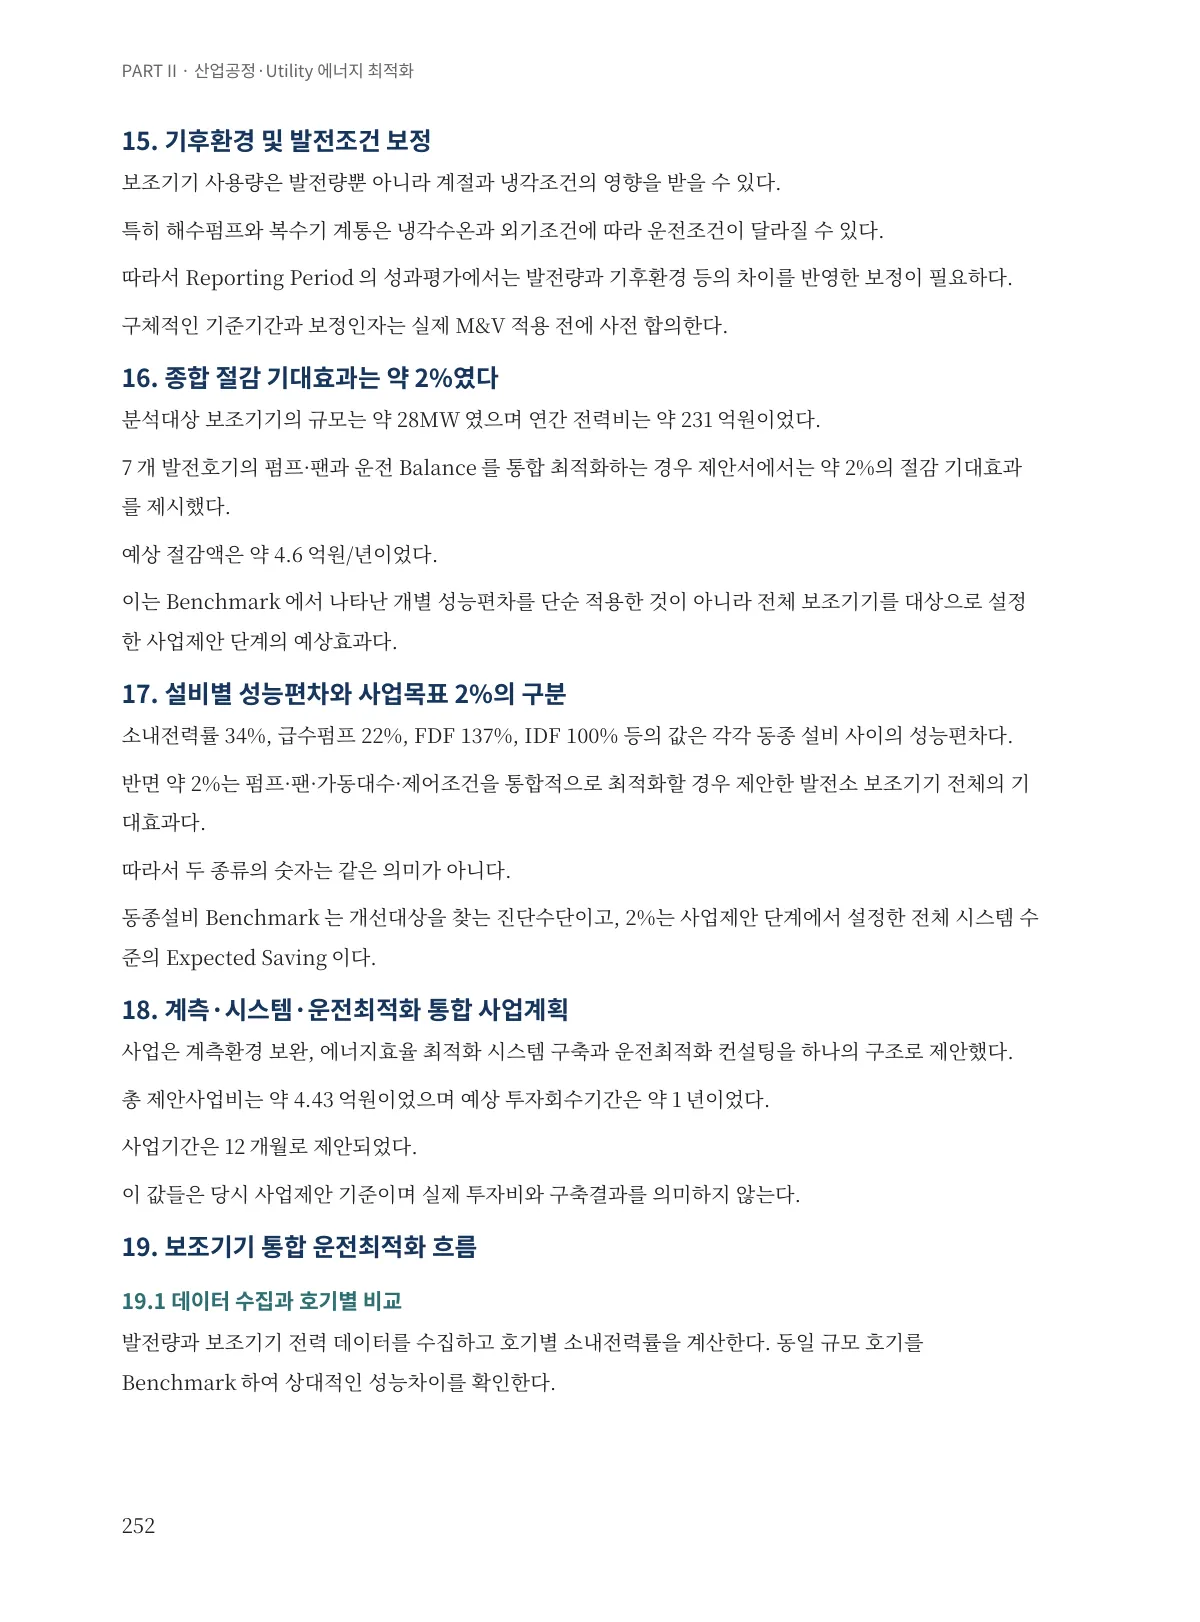 PART II · 산업공정·Utility 에너지 최적화
15. 기후환경 및 발전조건 보정
보조기기 사용량은 발전량뿐 아니라 계절과 냉각조건의 영향을 받을 수 있다.
특히 해수펌프와 복수기 계통은 냉각수온과 외기조건에 따라 운전조건이 달라질 수 있다.
따라서 Reporting Period 의 성과평가에서는 발전량과 기후환경 등의 차이를 반영한 보정이 필요하다.
구체적인 기준기간과 보정인자는 실제 M&V 적용 전에 사전 합의한다.
16. 종합 절감 기대효과는 약 2%였다
분석대상 보조기기의 규모는 약 28MW 였으며 연간 전력비는 약 231 억원이었다.
7 개 발전호기의 펌프·팬과 운전 Balance 를 통합 최적화하는 경우 제안서에서는 약 2%의 절감 기대효과
를 제시했다.
예상 절감액은 약 4.6 억원/년이었다.
이는 Benchmark 에서 나타난 개별 성능편차를 단순 적용한 것이 아니라 전체 보조기기를 대상으로 설정
한 사업제안 단계의 예상효과다.
17. 설비별 성능편차와 사업목표 2%의 구분
소내전력률 34%, 급수펌프 22%, FDF 137%, IDF 100% 등의 값은 각각 동종 설비 사이의 성능편차다.
반면 약 2%는 펌프·팬·가동대수·제어조건을 통합적으로 최적화할 경우 제안한 발전소 보조기기 전체의 기
대효과다.
따라서 두 종류의 숫자는 같은 의미가 아니다.
동종설비 Benchmark 는 개선대상을 찾는 진단수단이고, 2%는 사업제안 단계에서 설정한 전체 시스템 수
준의 Expected Saving 이다.
18. 계측·시스템·운전최적화 통합 사업계획
사업은 계측환경 보완, 에너지효율 최적화 시스템 구축과 운전최적화 컨설팅을 하나의 구조로 제안했다.
총 제안사업비는 약 4.43 억원이었으며 예상 투자회수기간은 약 1 년이었다.
사업기간은 12 개월로 제안되었다.
이 값들은 당시 사업제안 기준이며 실제 투자비와 구축결과를 의미하지 않는다.
19. 보조기기 통합 운전최적화 흐름
19.1 데이터 수집과 호기별 비교
발전량과 보조기기 전력 데이터를 수집하고 호기별 소내전력률을 계산한다. 동일 규모 호기를
Benchmark 하여 상대적인 성능차이를 확인한다.
252